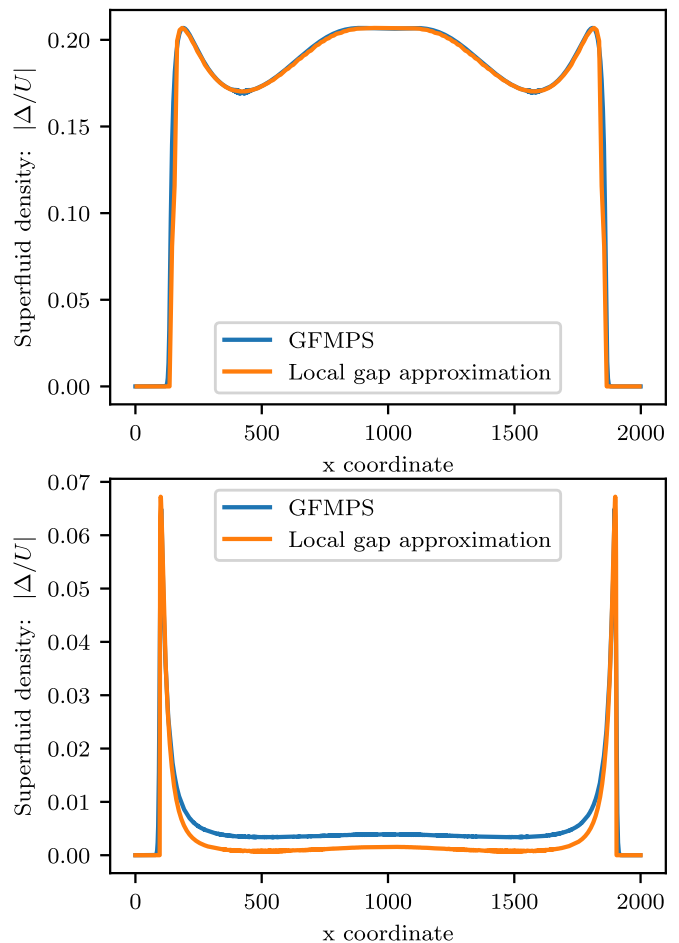 Superfluid density: |Δ/U|
0.20
0.15
0.10
0.05
0.00
GFMPS
Local gap approximation
0 500 1000 1500 2000
x coordinate
Superfluid density: |Δ/U|
0.07
0.06
0.05
0.04
0.03
0.02
0.01
0.00
GFMPS
Local gap approximation
0 500 1000 1500 2000
x coordinate